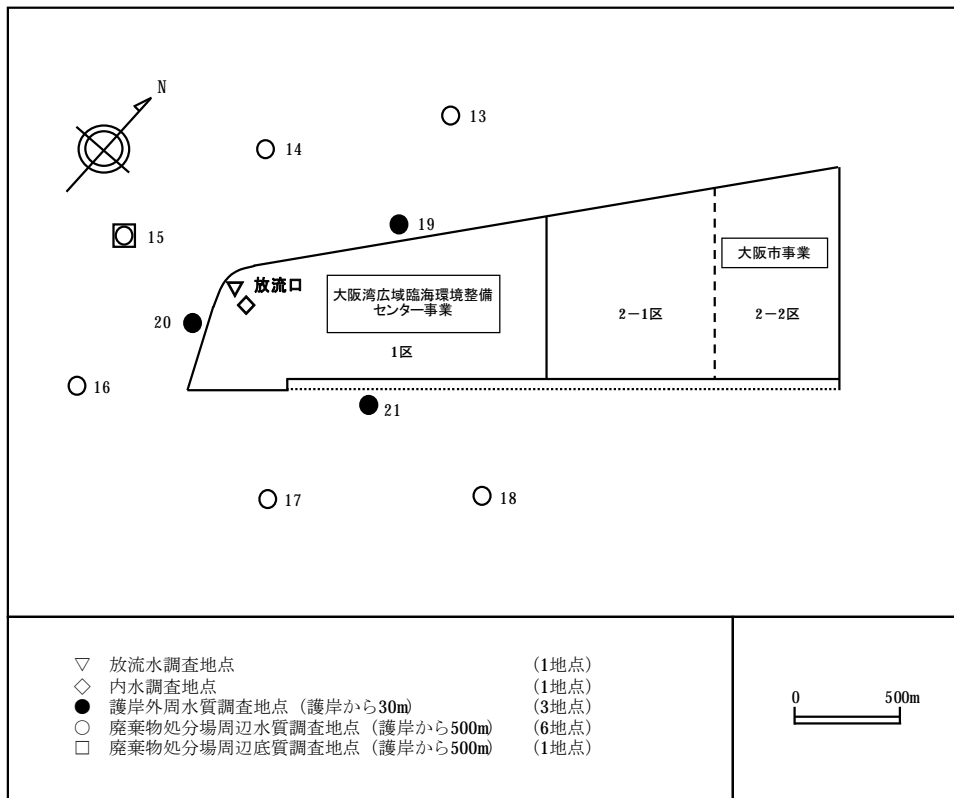 N
13
14
15
19
放流口
大阪市事業
大阪湾広域臨海環境整備
センター事業
20
2－1区
2－2区
1区
16
21
17
18
▽ 放流水調査地点 (1地点)
◇ 内水調査地点 (1地点)
● 護岸外周水質調査地点（護岸から30m） (3地点)
○ 廃棄物処分場周辺水質調査地点（護岸から500m） (6地点)
□ 廃棄物処分場周辺底質調査地点（護岸から500m） (1地点)
0 500m